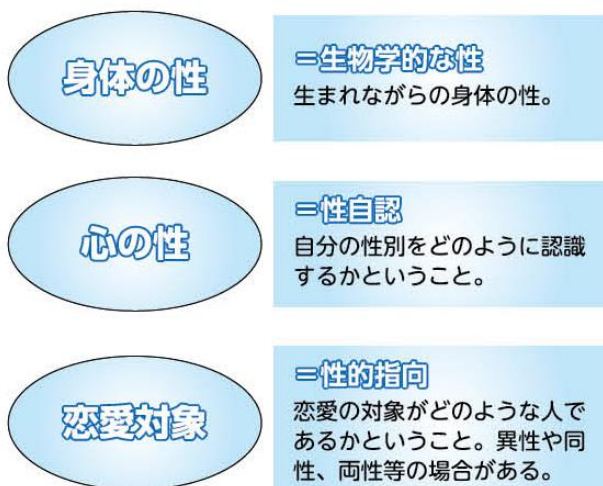 身体の性
=生物学的な性
生まれながらの身体の性。
心の性
=性自認
自分の性別をどのように認識
するかということ。
恋愛対象
=性的指向
恋愛の対象がどのような人で
あるかということ。異性や同
性、両性等の場合がある。